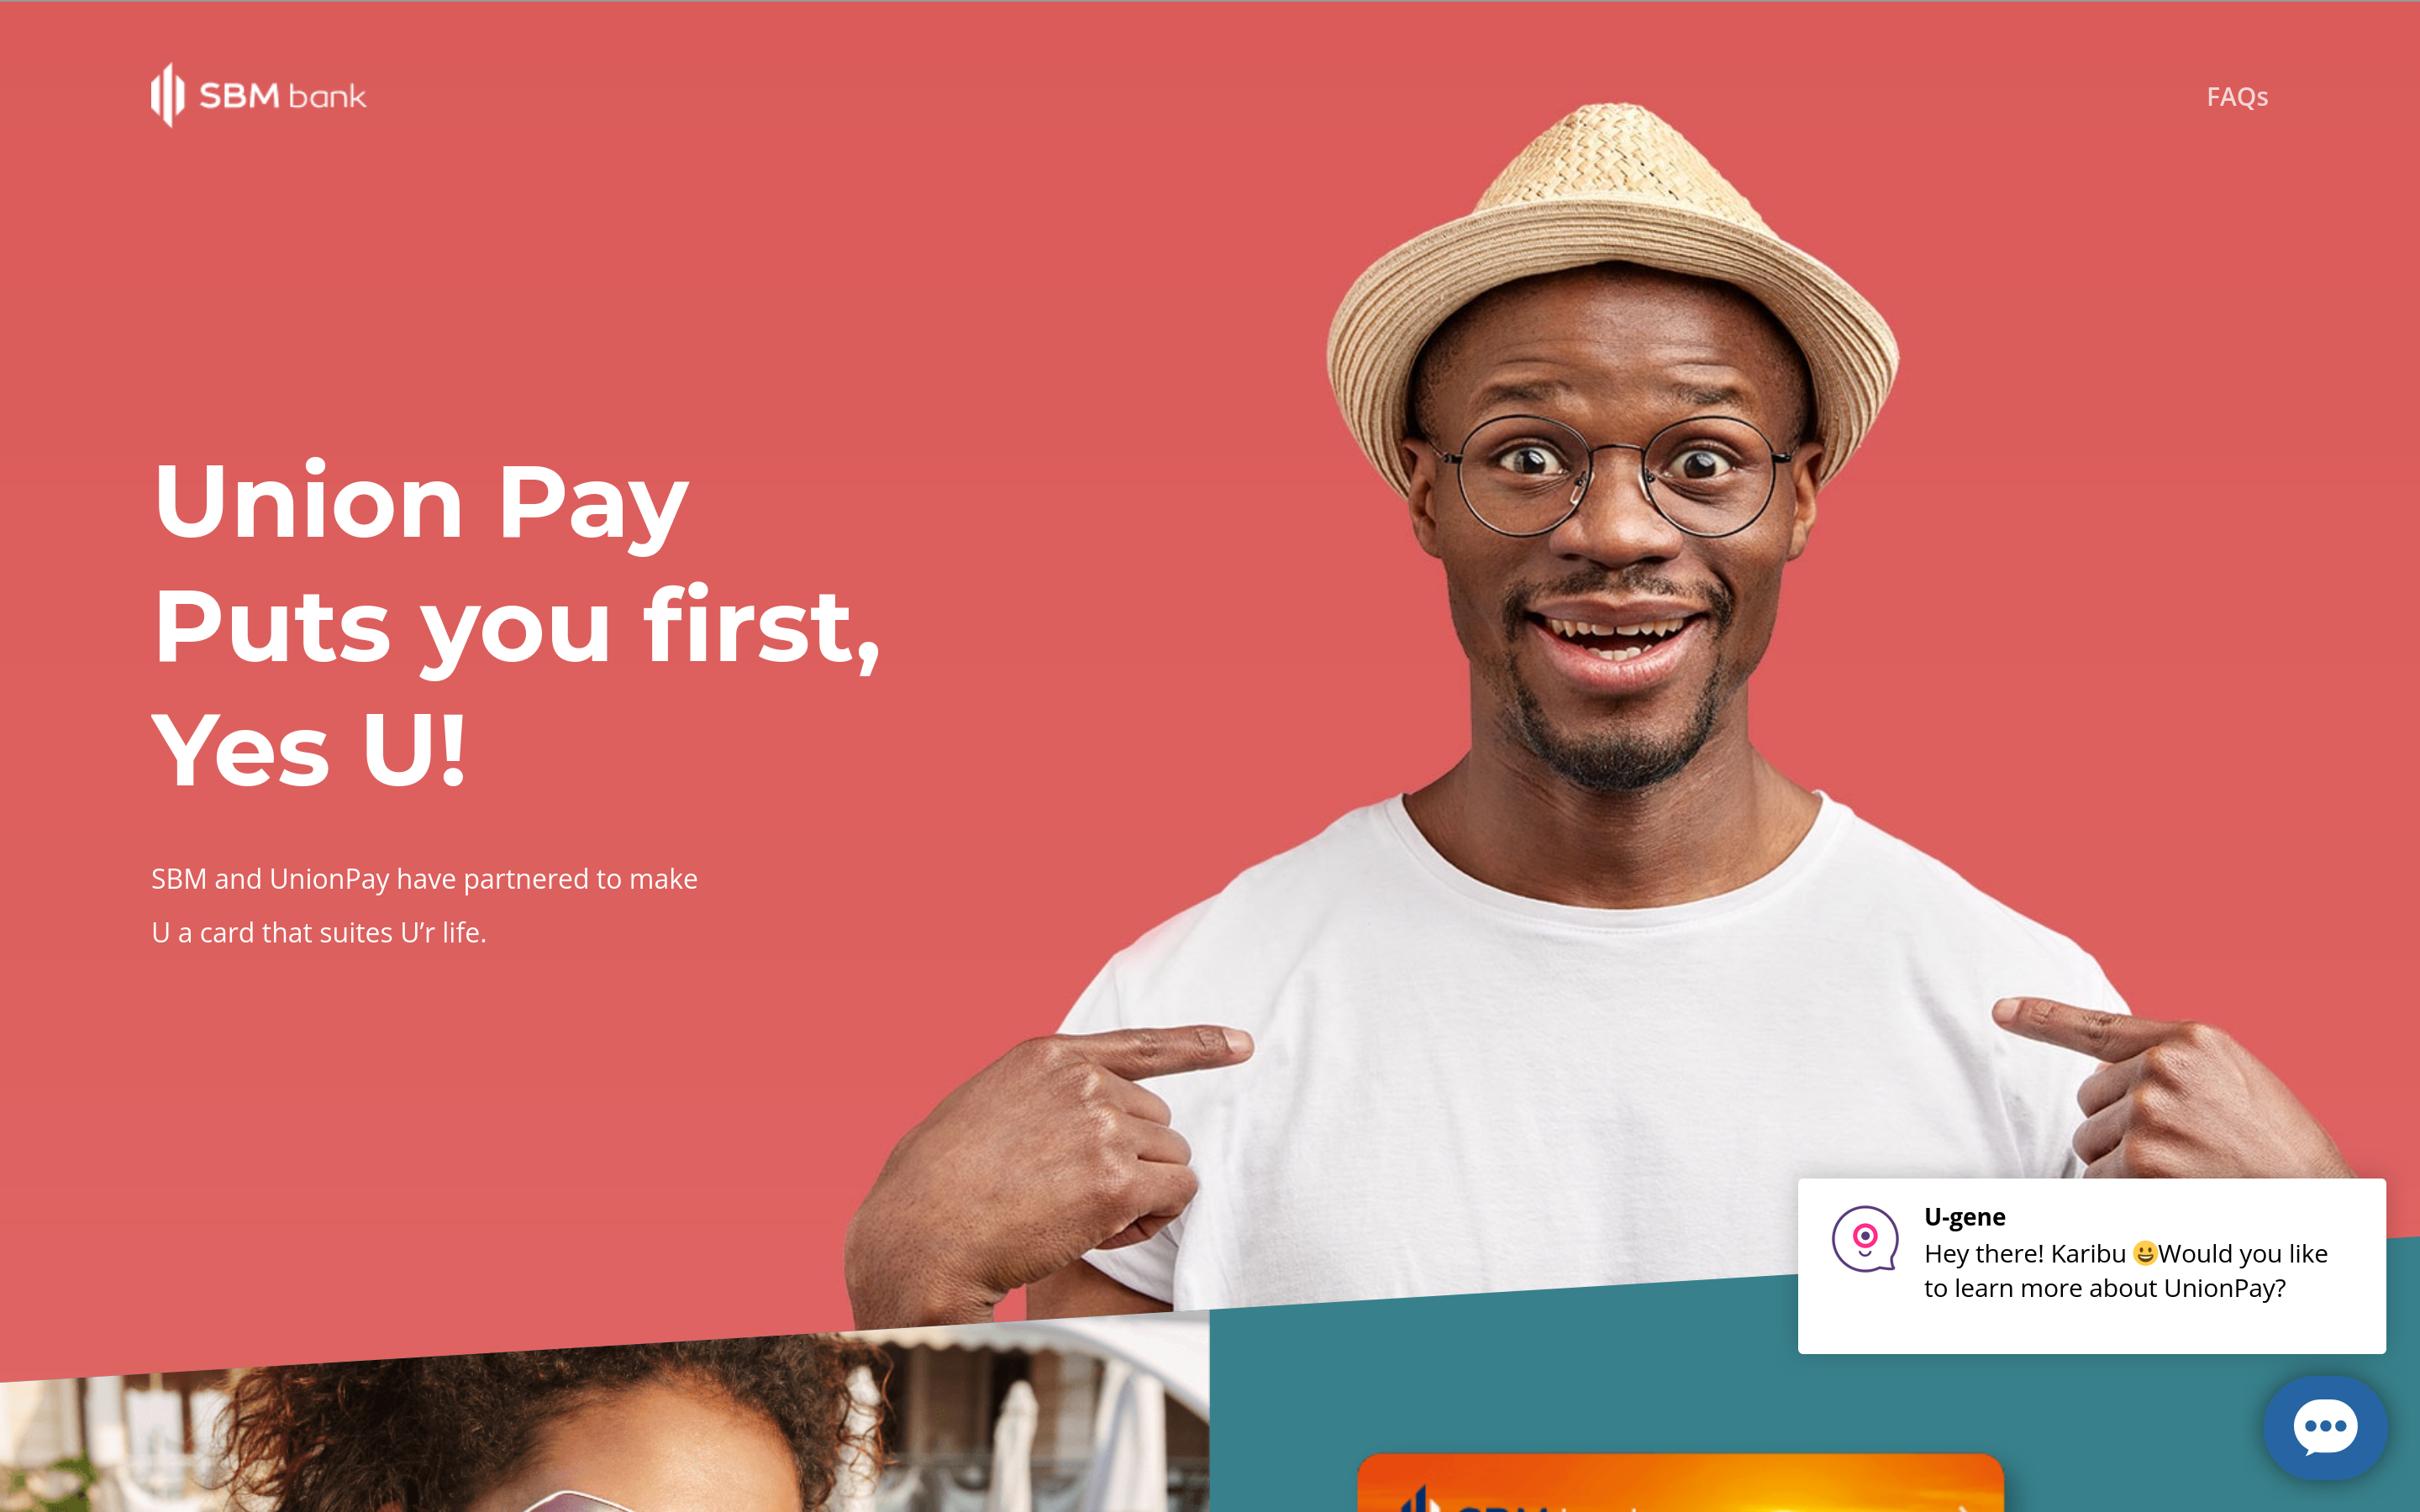 SBM bank
FAQs
Union Pay
Puts you first,
Yes U!
SBM and UnionPay have partnered to make
U a card that suites U’r life.
U-gene
Hey there! Karibu 😀Would you like
to learn more about UnionPay?